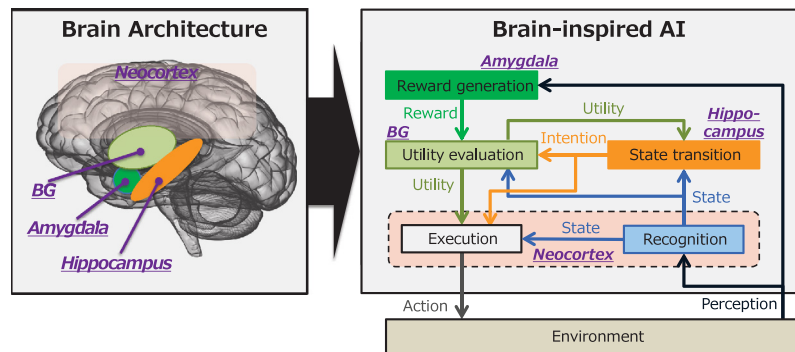 Brain Architecture
Neocortex
BG
Amygdala
Hippocampus
Brain-inspired AI
Amygdala
Reward generation
Reward
Utility
BG
Hippo-
campus
Intention
Utility evaluation
State transition
Utility
State
State
Execution
Recognition
Neocortex
Action
Perception
Environment